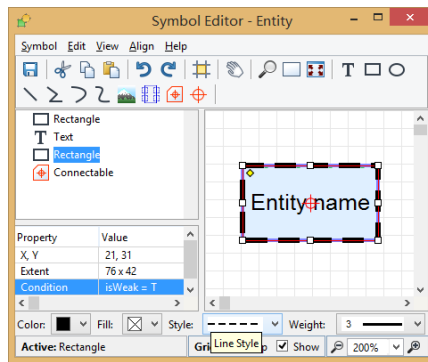 Symbol Editor - Entity
Symbol Edit View Align Help
T
Rectangle
T Text
Rectangle
Connectable
Entity name
Property Value
X, Y 21, 31
Extent 76 x 42
Condition isWeak = T
Color: Fill: Style: Weight: 3
Line Style
Active: Rectangle Gri p Show 200%